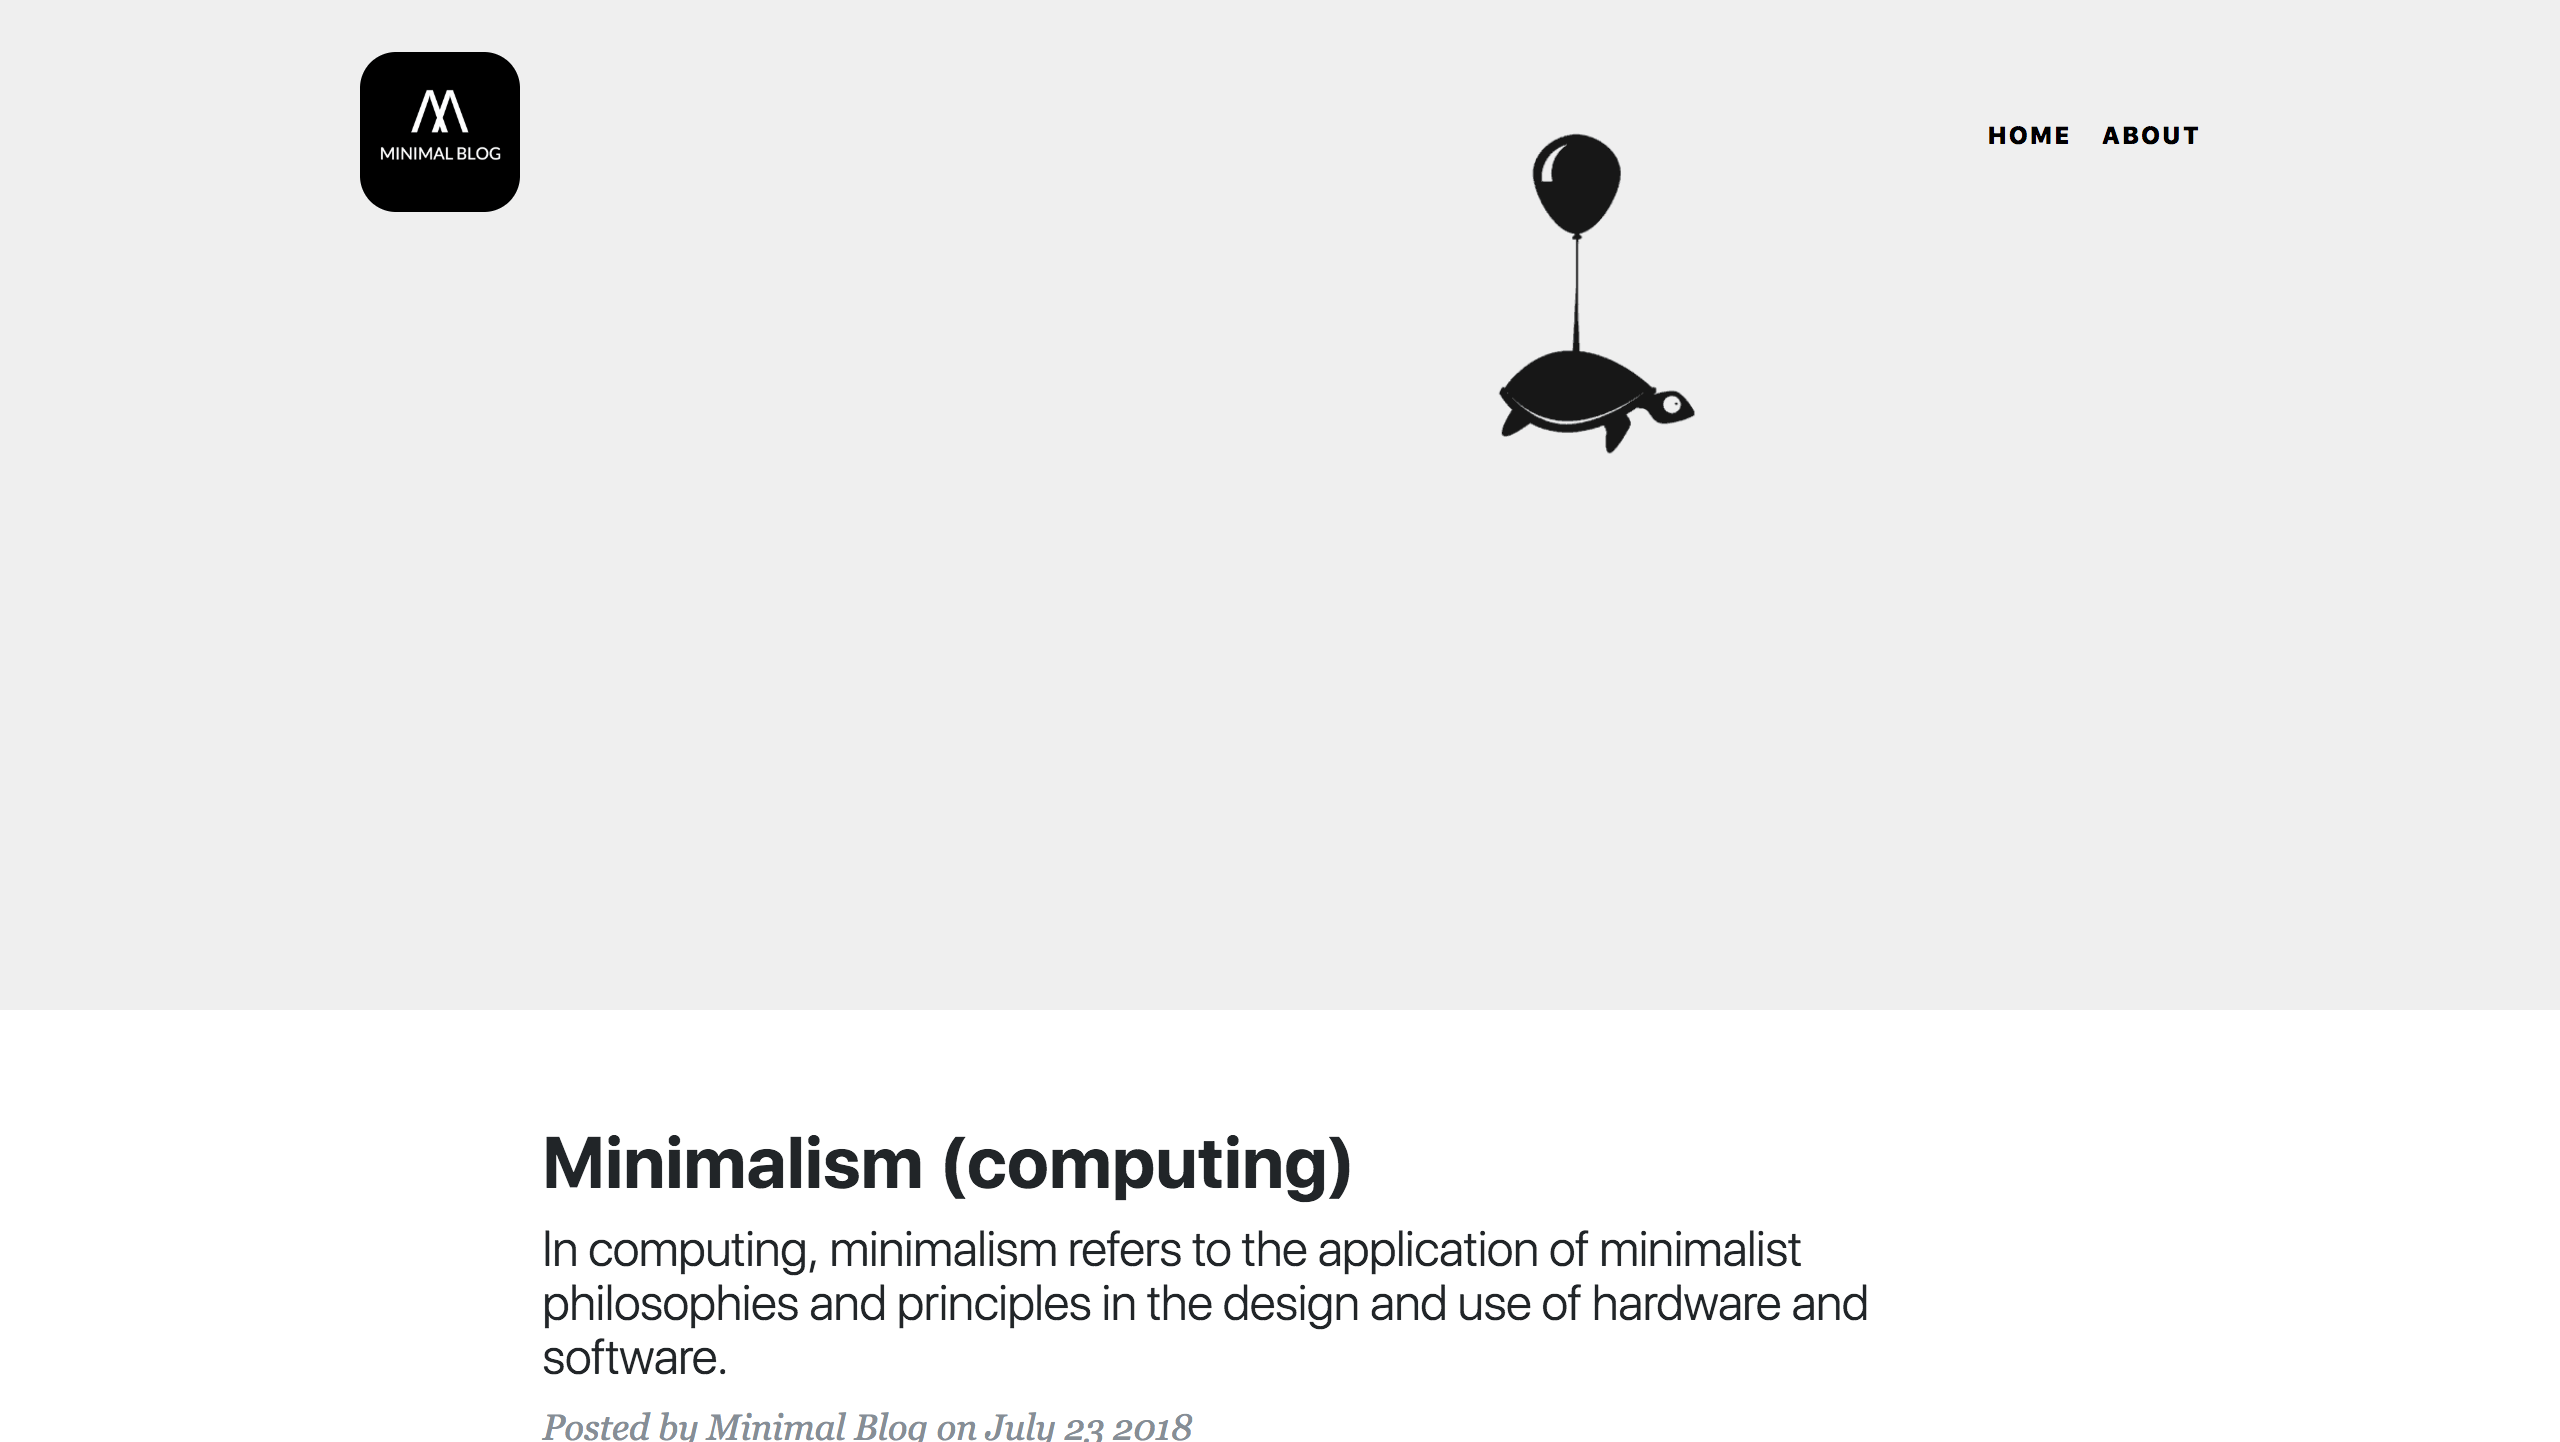 MINIMAL BLOG
HOME ABOUT
Minimalism (computing)
In computing, minimalism refers to the application of minimalist
philosophies and principles in the design and use of hardware and
software.
Posted by Minimal Blog on July 23 2018